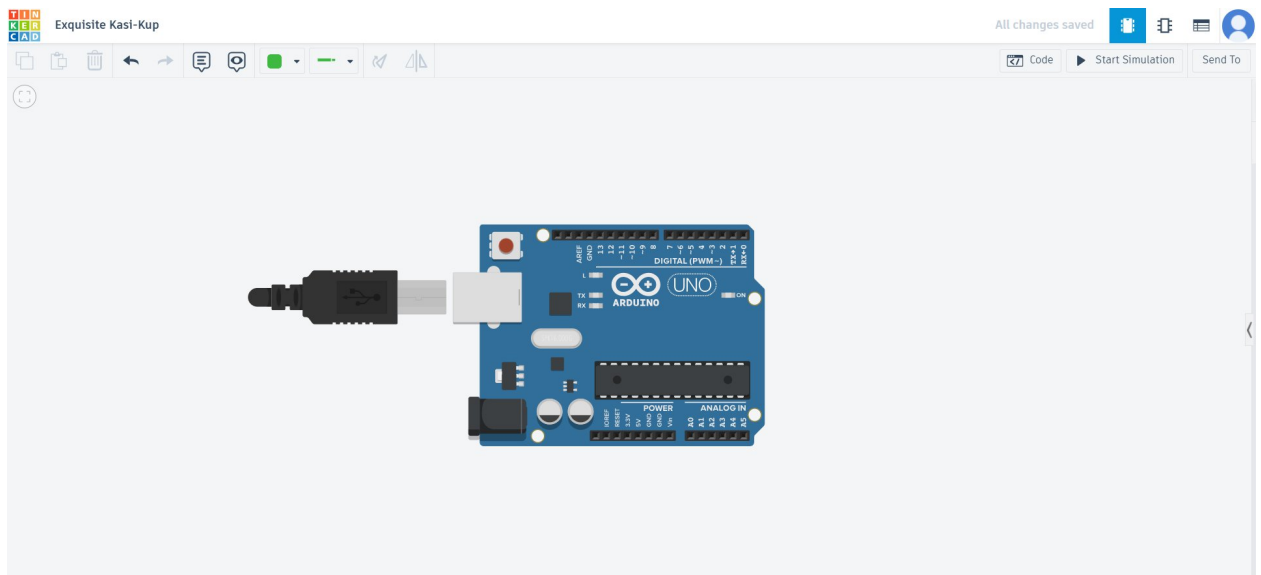 TIN
KER
CAD
Exquisite Kasi-Kup
All changes saved
Code
Start Simulation
Send To
AREF
GND
13
12
~11
~10
~9
8
7
~6
~5
4
~3
2
TX→1
RX←0
DIGITAL (PWM~)
L
TX
RX
ARDUINO
UNO
ON
POWER
ANALOG IN
IOREF
RESET
3.3V
5V
GND
GND
Vin
A0
A1
A2
A3
A4
A5